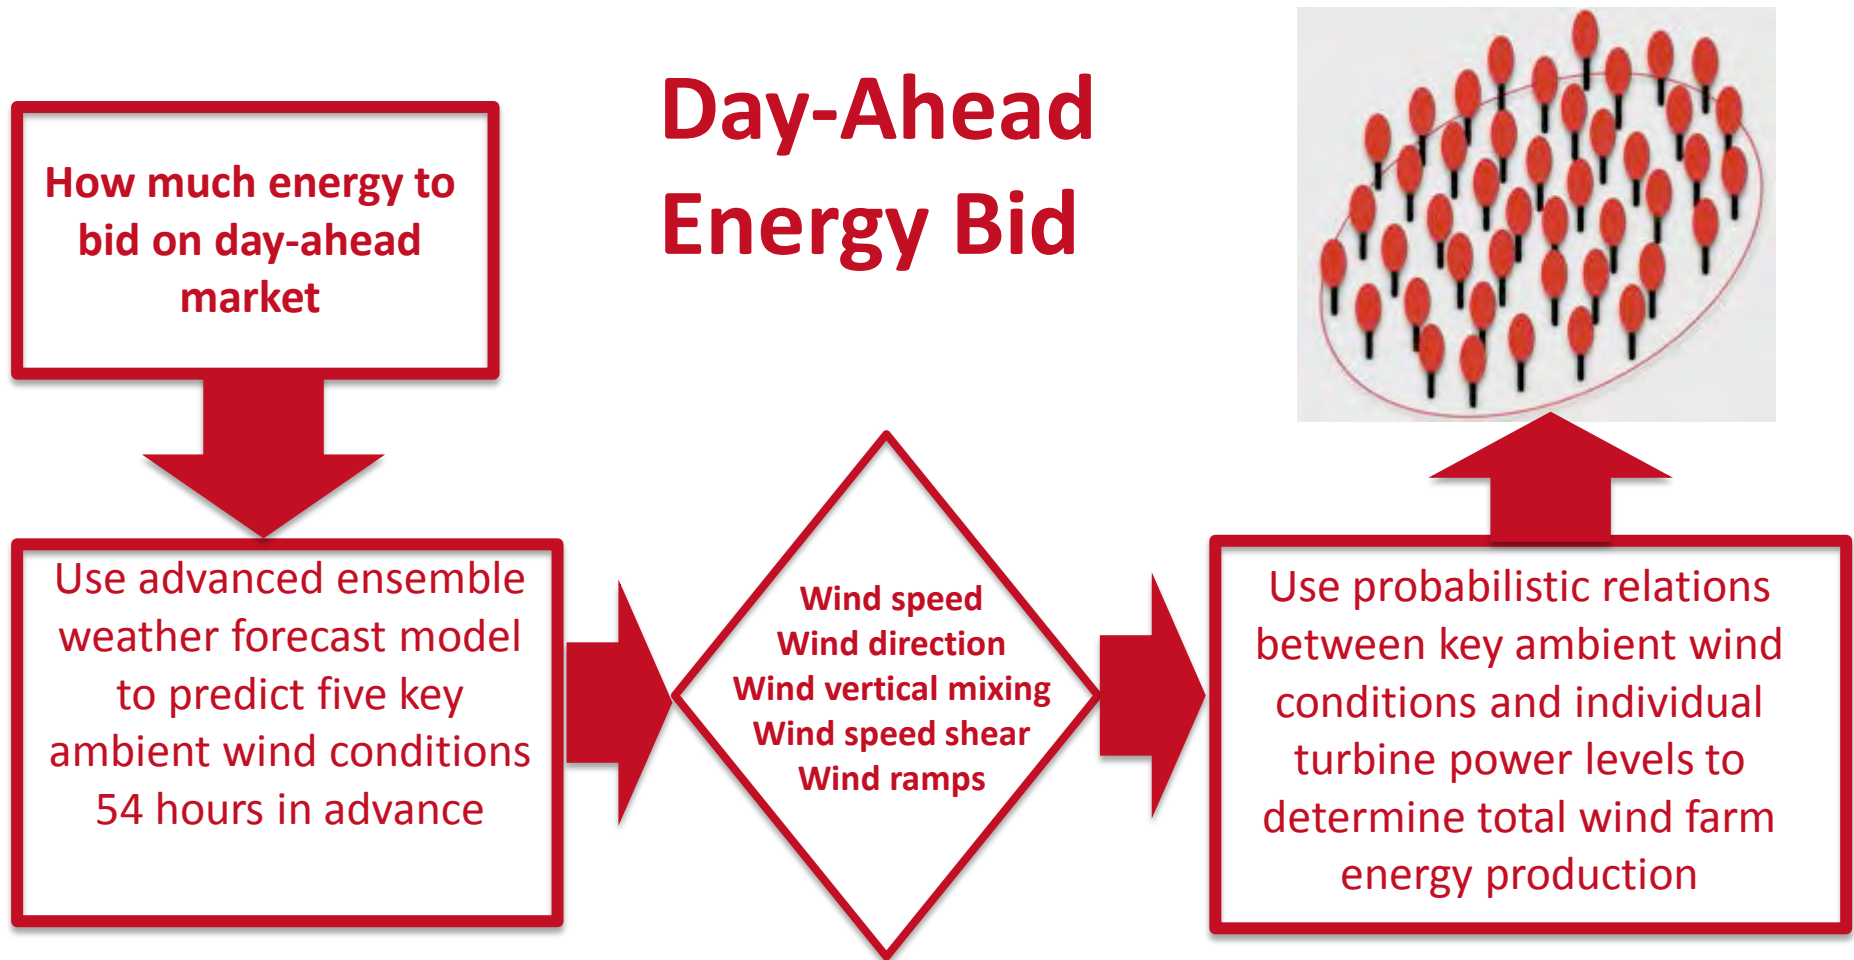 Day-Ahead
Energy Bid
How much energy to
bid on day-ahead
market
Use advanced ensemble
weather forecast model
to predict five key
ambient wind conditions
54 hours in advance
Wind speed
Wind direction
Wind vertical mixing
Wind speed shear
Wind ramps
Use probabilistic relations
between key ambient wind
conditions and individual
turbine power levels to
determine total wind farm
energy production